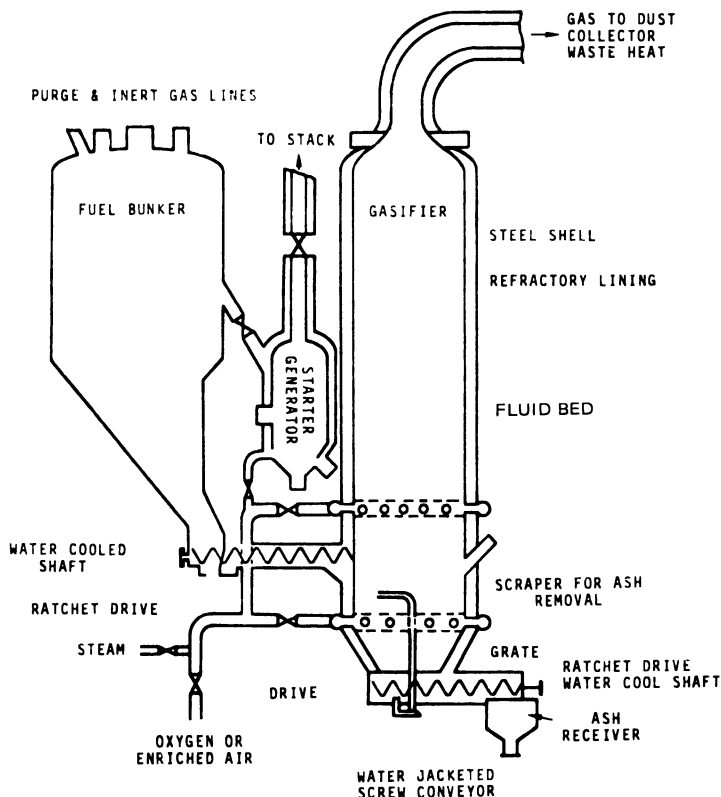 GAS TO DUST
COLLECTOR
WASTE HEAT
PURGE & INERT GAS LINES
TO STACK
FUEL BUNKER
GASIFIER
STEEL SHELL
REFRACTORY LINING
STARTER
GENERATOR
FLUID BED
WATER COOLED
SHAFT
SCRAPER FOR ASH
REMOVAL
RATCHET DRIVE
STEAM
GRATE
RATCHET DRIVE
WATER COOL SHAFT
DRIVE
ASH
RECEIVER
OXYGEN OR
ENRICHED AIR
WATER JACKETED
SCREW CONVEYOR